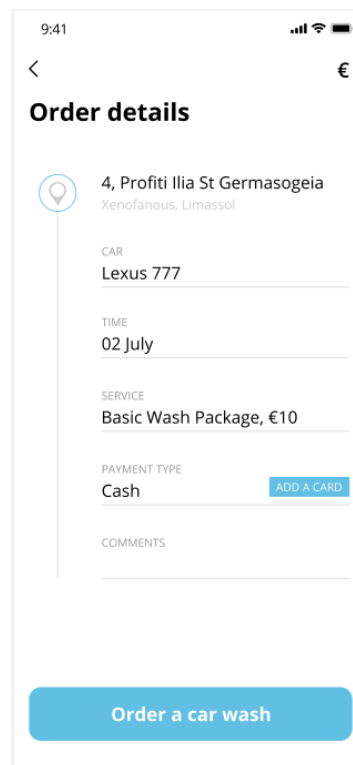 9:41
€
Order details
4, Profiti Ilia St Germasogeia
Xenofanous, Limassol
CAR
Lexus 777
TIME
02 July
SERVICE
Basic Wash Package, €10
PAYMENT TYPE
Cash
ADD A CARD
COMMENTS
Order a car wash